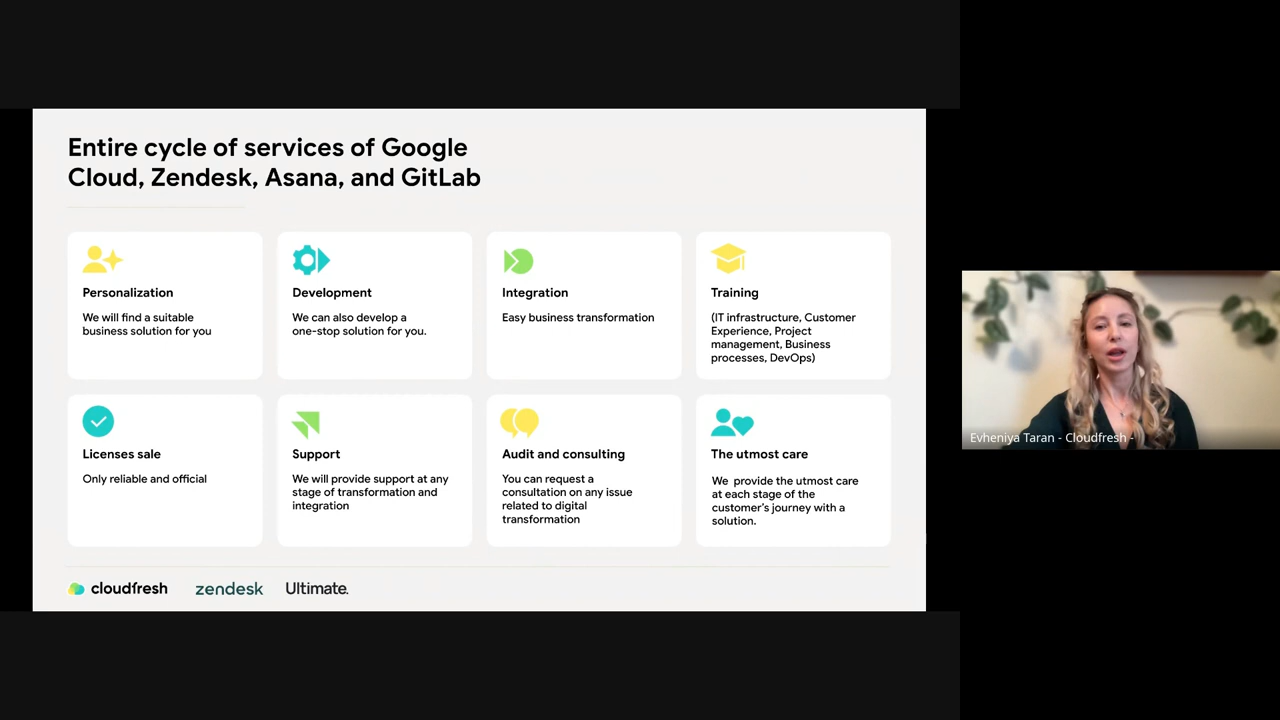 Entire cycle of services of Google
Cloud, Zendesk, Asana, and GitLab
Personalization
We will find a suitable
business solution for you
Development
We can also develop a
one-stop solution for you.
Integration
Easy business transformation
Training
(IT infrastructure, Customer
Experience, Project
management, Business
processes, DevOps)
Licenses sale
Only reliable and official
Support
We will provide support at any
stage of transformation and
integration
Audit and consulting
You can request a
consultation on any issue
related to digital
transformation
The utmost care
We provide the utmost care
at each stage of the
customer's journey with a
solution.
cloudfresh
zendesk
Ultimate.
Evheniya Taran - Cloudfresh -